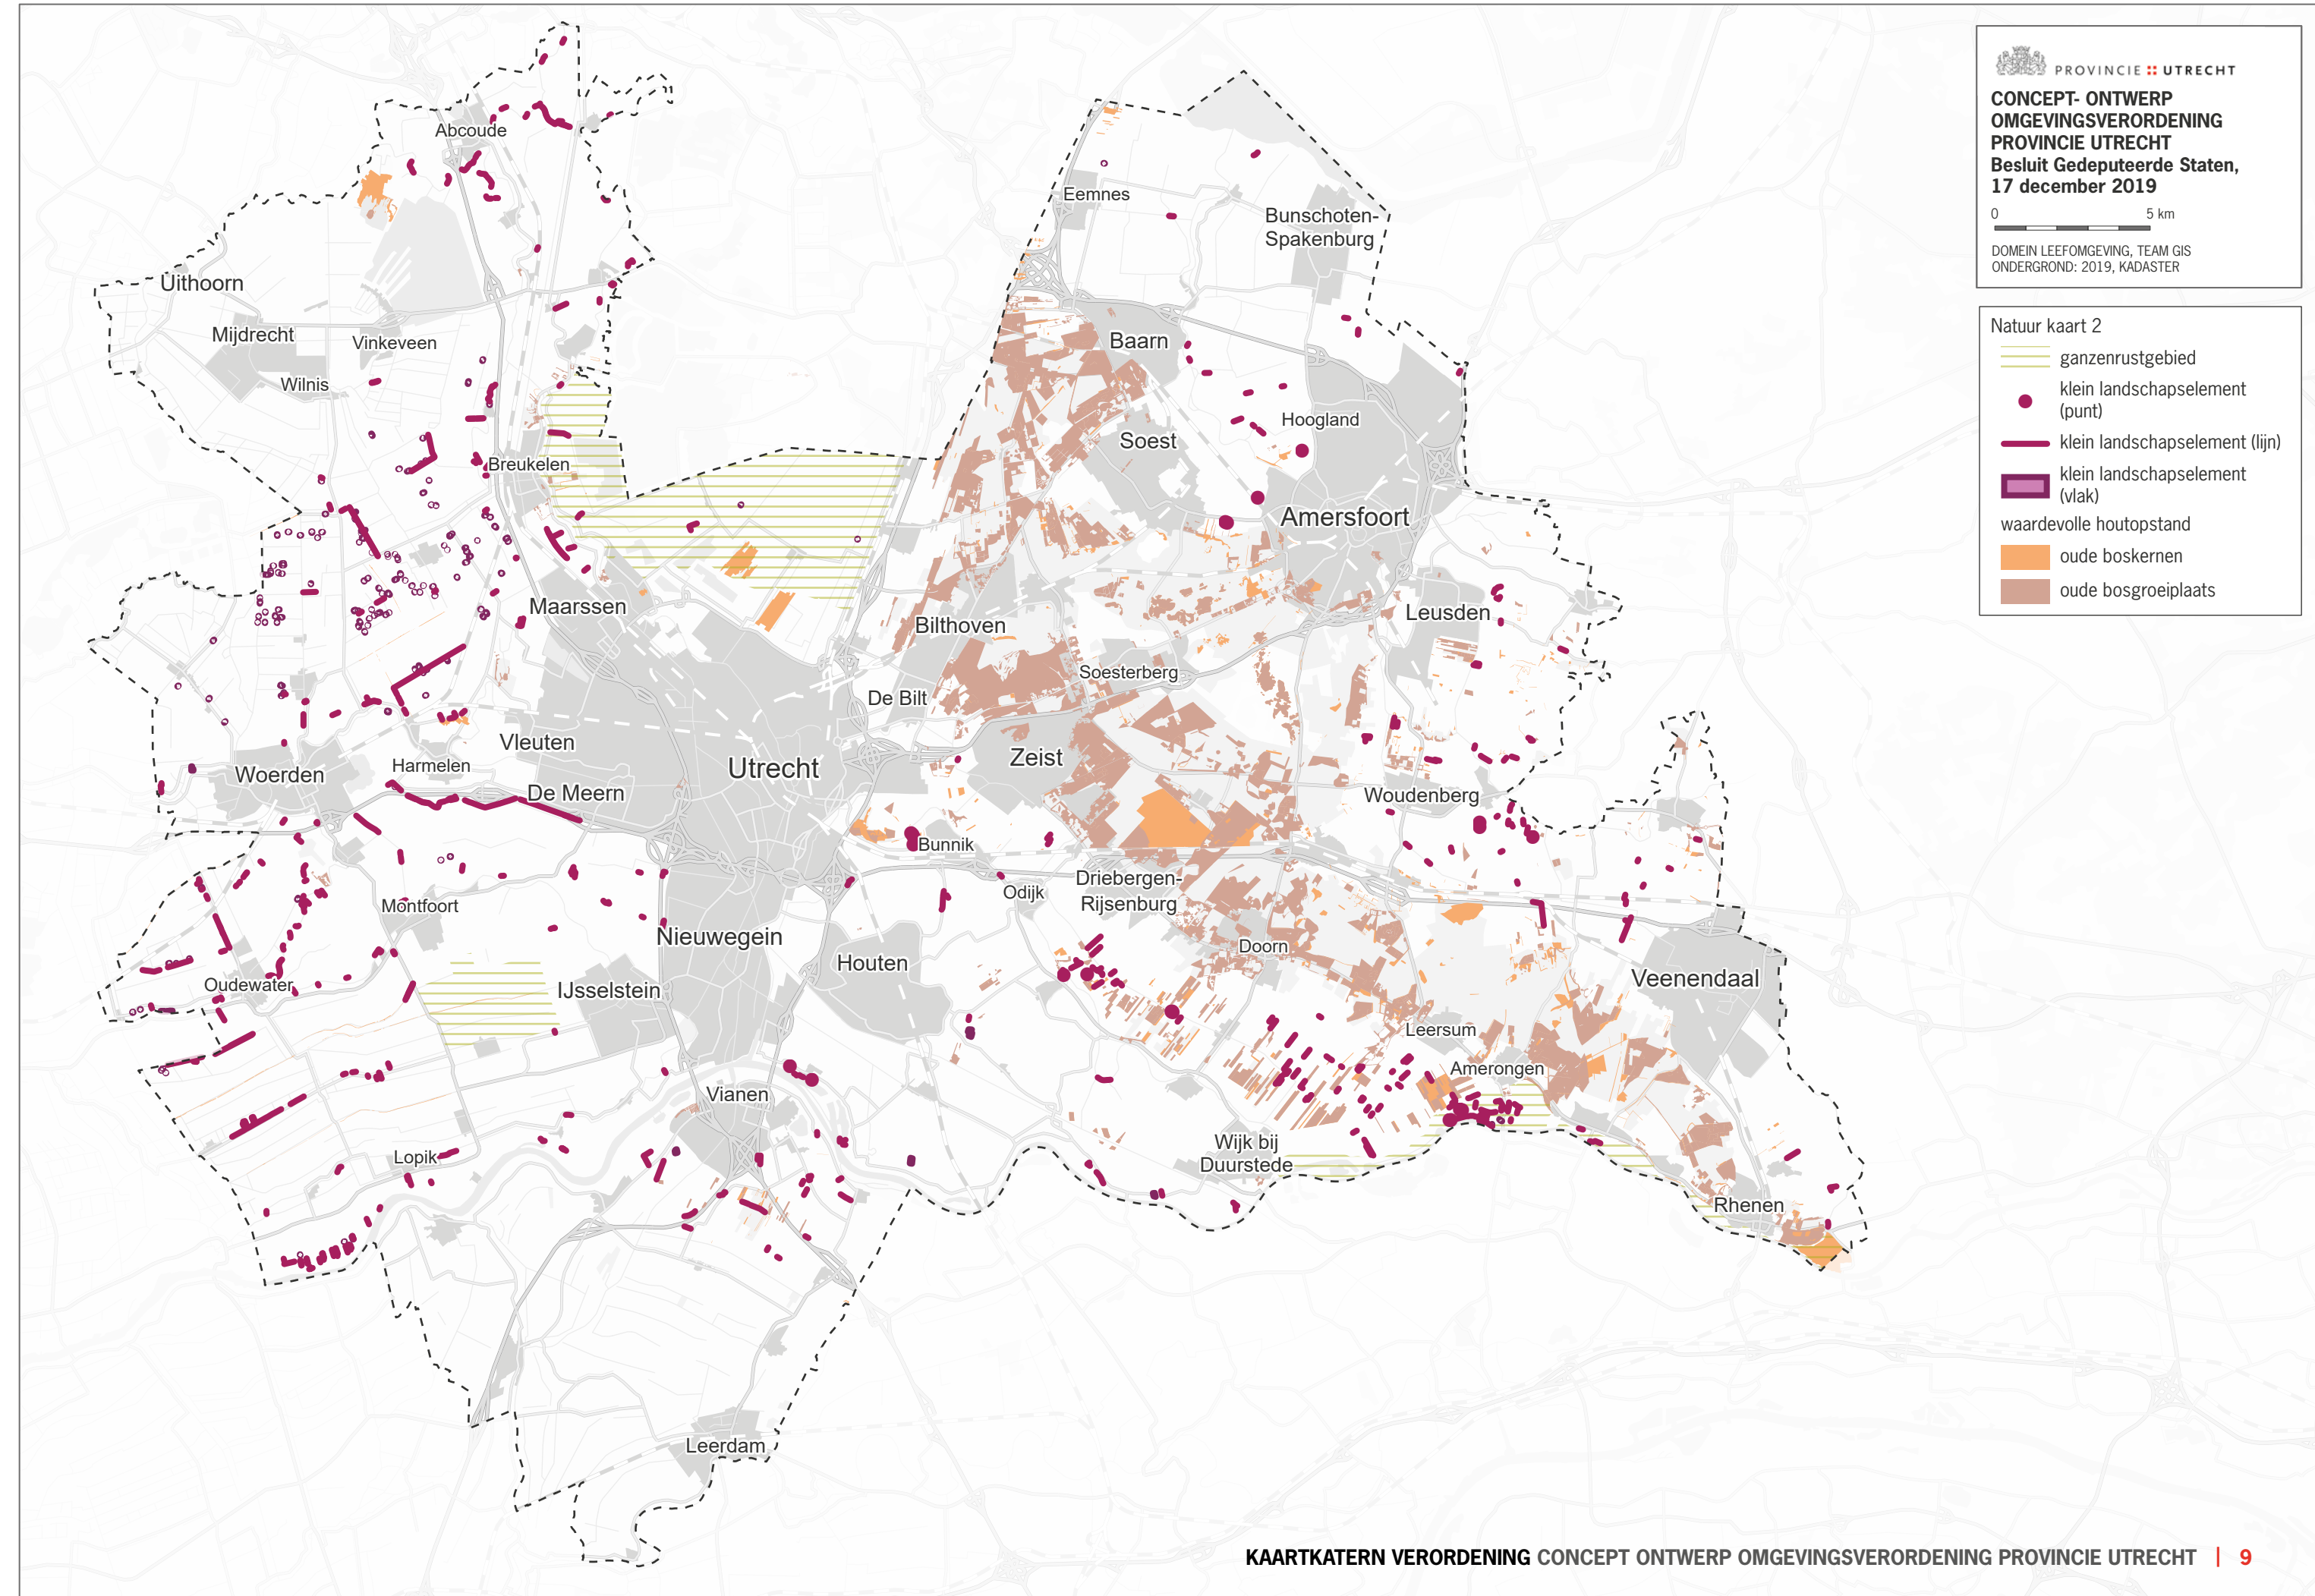 PROVINCIE UTRECHT
CONCEPT- ONTWERP
OMGEVINGSVERORDENING
PROVINCIE UTRECHT
Besluit Gedeputeerde Staten,
17 december 2019
0 5 km
DOMEIN LEEFOMGEVING, TEAM GIS
ONDERGROND: 2019, KADASTER
Natuur kaart 2
ganzenrustgebied
klein landschapselement
(punt)
klein landschapselement (lijn)
klein landschapselement
(vlak)
waardevolle houtopstand
oude boskernen
oude bosgroeiplaats
Abcoude
Eemnes
Bunschoten-
Spakenburg
Uithoorn
Mijdrecht
Vinkeveen
Baarn
Wilnis
Hoogland
Soest
Breukelen
Amersfoort
Maarssen
Leusden
Bilthoven
Soesterberg
De Bilt
Vleuten
Zeist
Harmelen
Utrecht
Woerden
De Meern
Woudenberg
Bunnik
Driebergen-
Rijsenburg
Odijk
Montfoort
Nieuwegein
Doorn
Houten
Veenendaal
Oudewater
IJsselstein
Leersum
Amerongen
Vianen
Wijk bij
Duurstede
Lopik
Rhenen
Leerdam
KAARTKATERN VERORDENING CONCEPT ONTWERP OMGEVINGSVERORDENING PROVINCIE UTRECHT | 9